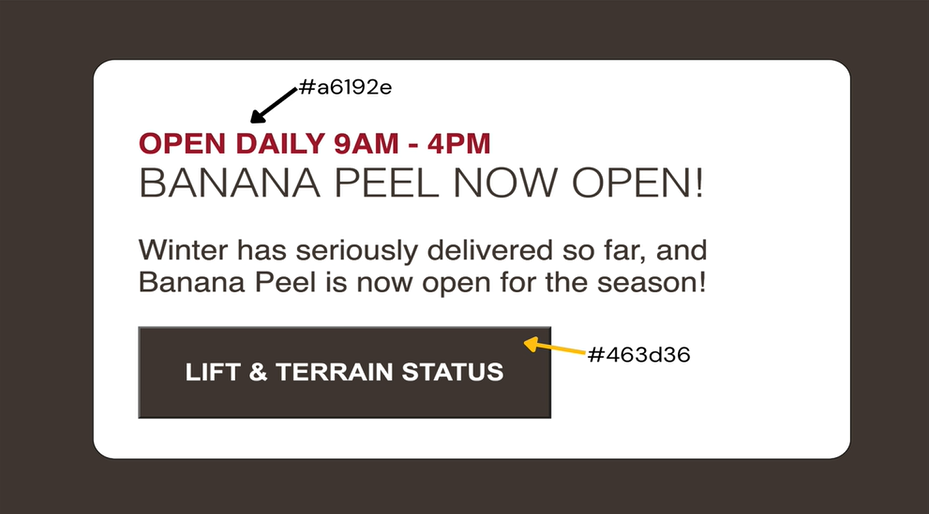 #a6192e
OPEN DAILY 9AM - 4PM
BANANA PEEL NOW OPEN!
Winter has seriously delivered so far, and
Banana Peel is now open for the season!
#463d36
LIFT & TERRAIN STATUS